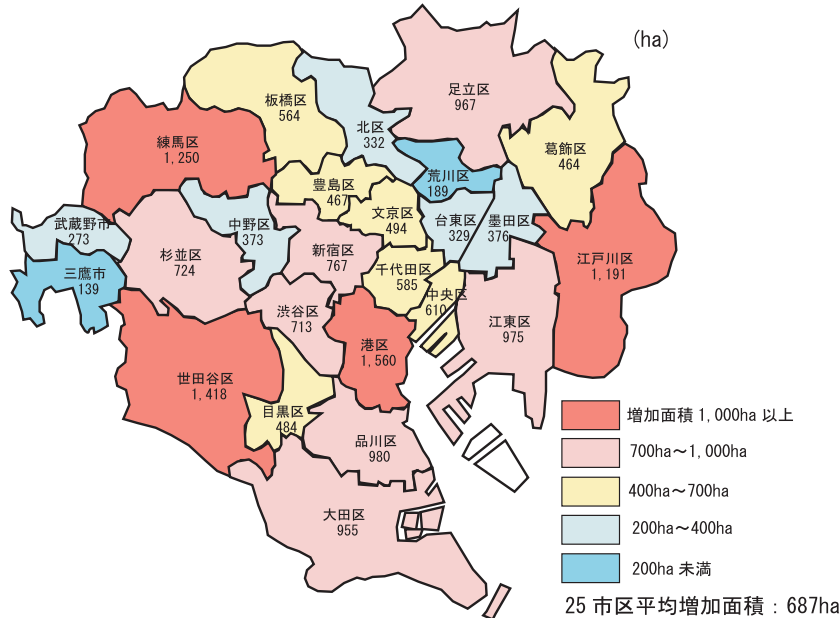 (ha)
足立区
967
板橋区
564
北区
332
練馬区
1,250
葛飾区
464
荒川区
189
豊島区
467
文京区
494
台東区
329
墨田区
376
武蔵野市
273
中野区
373
杉並区
724
新宿区
767
千代田区
585
江戸川区
1,191
三鷹市
139
中央区
610
渋谷区
713
江東区
975
港区
1,560
世田谷区
1,418
目黒区
484
品川区
980
大田区
955
増加面積 1,000ha 以上
700ha～1,000ha
400ha～700ha
200ha～400ha
200ha 未満
25 市区平均増加面積：687ha